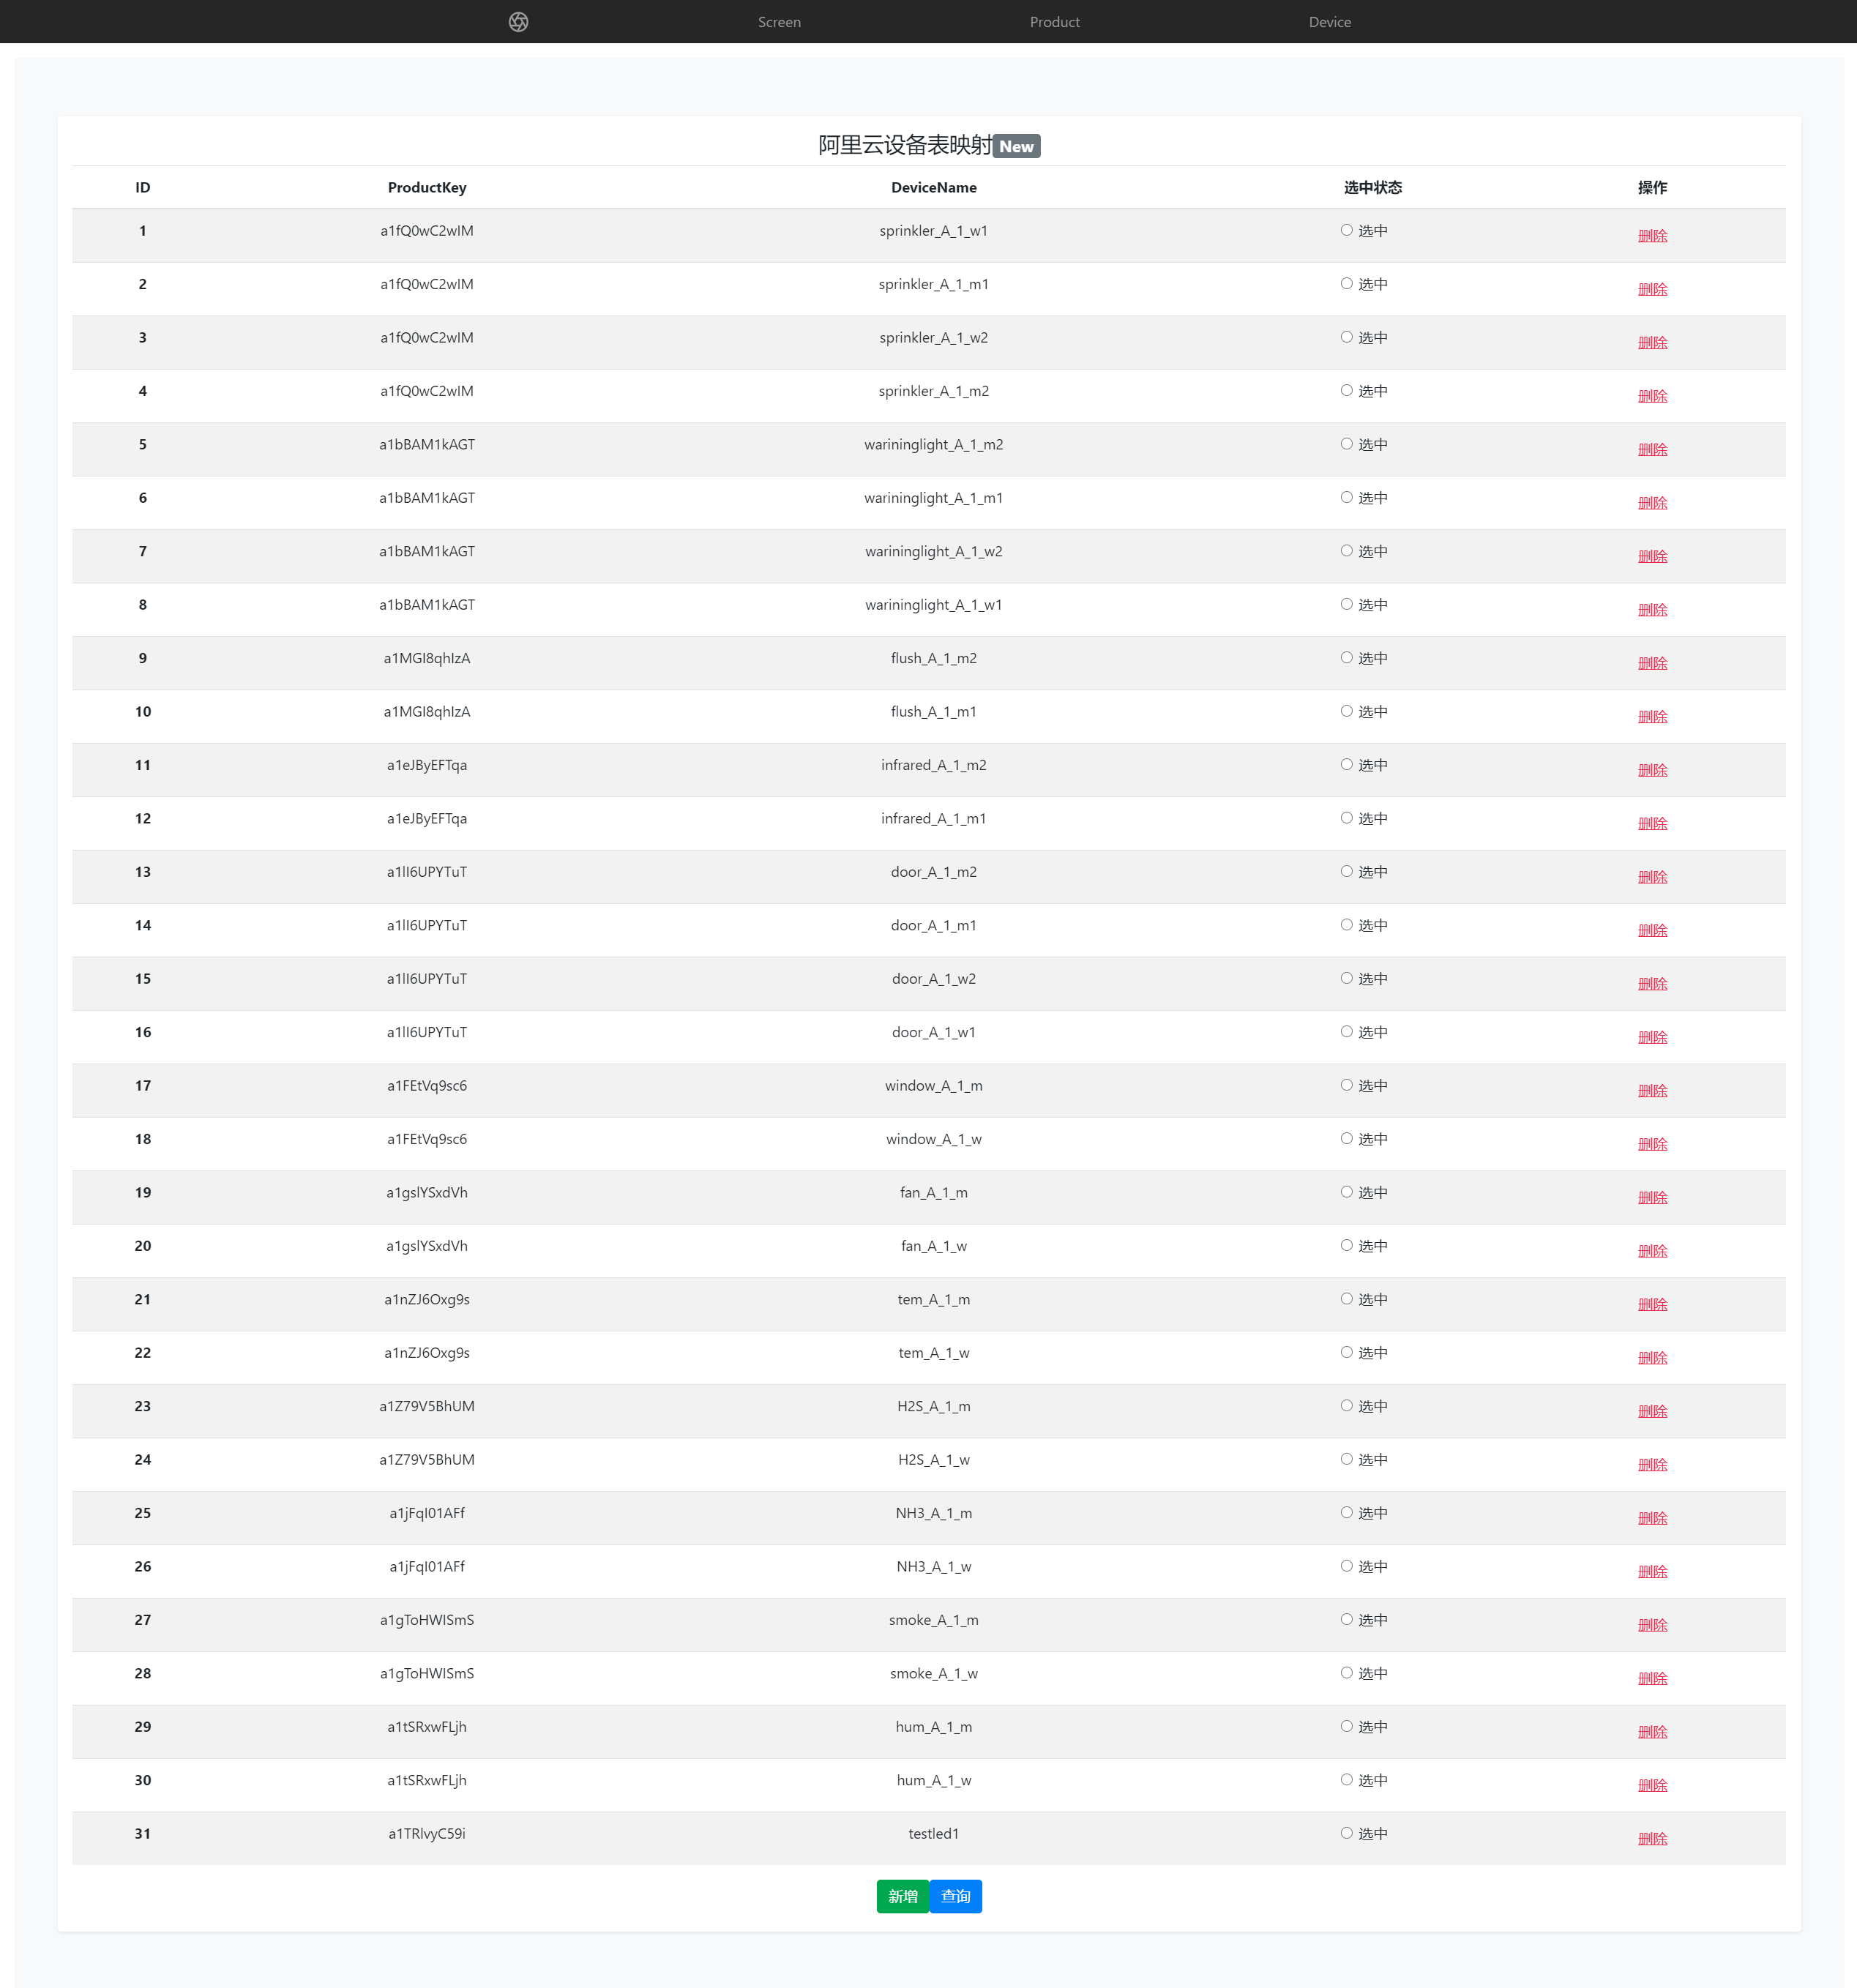 Screen Product Device
阿里云设备表映射 New
ID ProductKey DeviceName 选中状态 操作
1 a1fQ0wC2wIM sprinkler_A_1_w1 选中 删除
2 a1fQ0wC2wIM sprinkler_A_1_m1 选中 删除
3 a1fQ0wC2wIM sprinkler_A_1_w2 选中 删除
4 a1fQ0wC2wIM sprinkler_A_1_m2 选中 删除
5 a1bBAM1kAGT warininglight_A_1_m2 选中 删除
6 a1bBAM1kAGT warininglight_A_1_m1 选中 删除
7 a1bBAM1kAGT warininglight_A_1_w2 选中 删除
8 a1bBAM1kAGT warininglight_A_1_w1 选中 删除
9 a1MGI8qhIzA flush_A_1_m2 选中 删除
10 a1MGI8qhIzA flush_A_1_m1 选中 删除
11 a1eJByEFTqa infrared_A_1_m2 选中 删除
12 a1eJByEFTqa infrared_A_1_m1 选中 删除
13 a1lI6UPYTuT door_A_1_m2 选中 删除
14 a1lI6UPYTuT door_A_1_m1 选中 删除
15 a1lI6UPYTuT door_A_1_w2 选中 删除
16 a1lI6UPYTuT door_A_1_w1 选中 删除
17 a1FEtVq9sc6 window_A_1_m 选中 删除
18 a1FEtVq9sc6 window_A_1_w 选中 删除
19 a1gslYSxdVh fan_A_1_m 选中 删除
20 a1gslYSxdVh fan_A_1_w 选中 删除
21 a1nZJ6Oxg9s tem_A_1_m 选中 删除
22 a1nZJ6Oxg9s tem_A_1_w 选中 删除
23 a1Z79V5BhUM H2S_A_1_m 选中 删除
24 a1Z79V5BhUM H2S_A_1_w 选中 删除
25 a1jFqI01AFf NH3_A_1_m 选中 删除
26 a1jFqI01AFf NH3_A_1_w 选中 删除
27 a1gToHWISmS smoke_A_1_m 选中 删除
28 a1gToHWISmS smoke_A_1_w 选中 删除
29 a1tSRxwFLjh hum_A_1_m 选中 删除
30 a1tSRxwFLjh hum_A_1_w 选中 删除
31 a1TRlvyC59i testled1 选中 删除
新增 查询